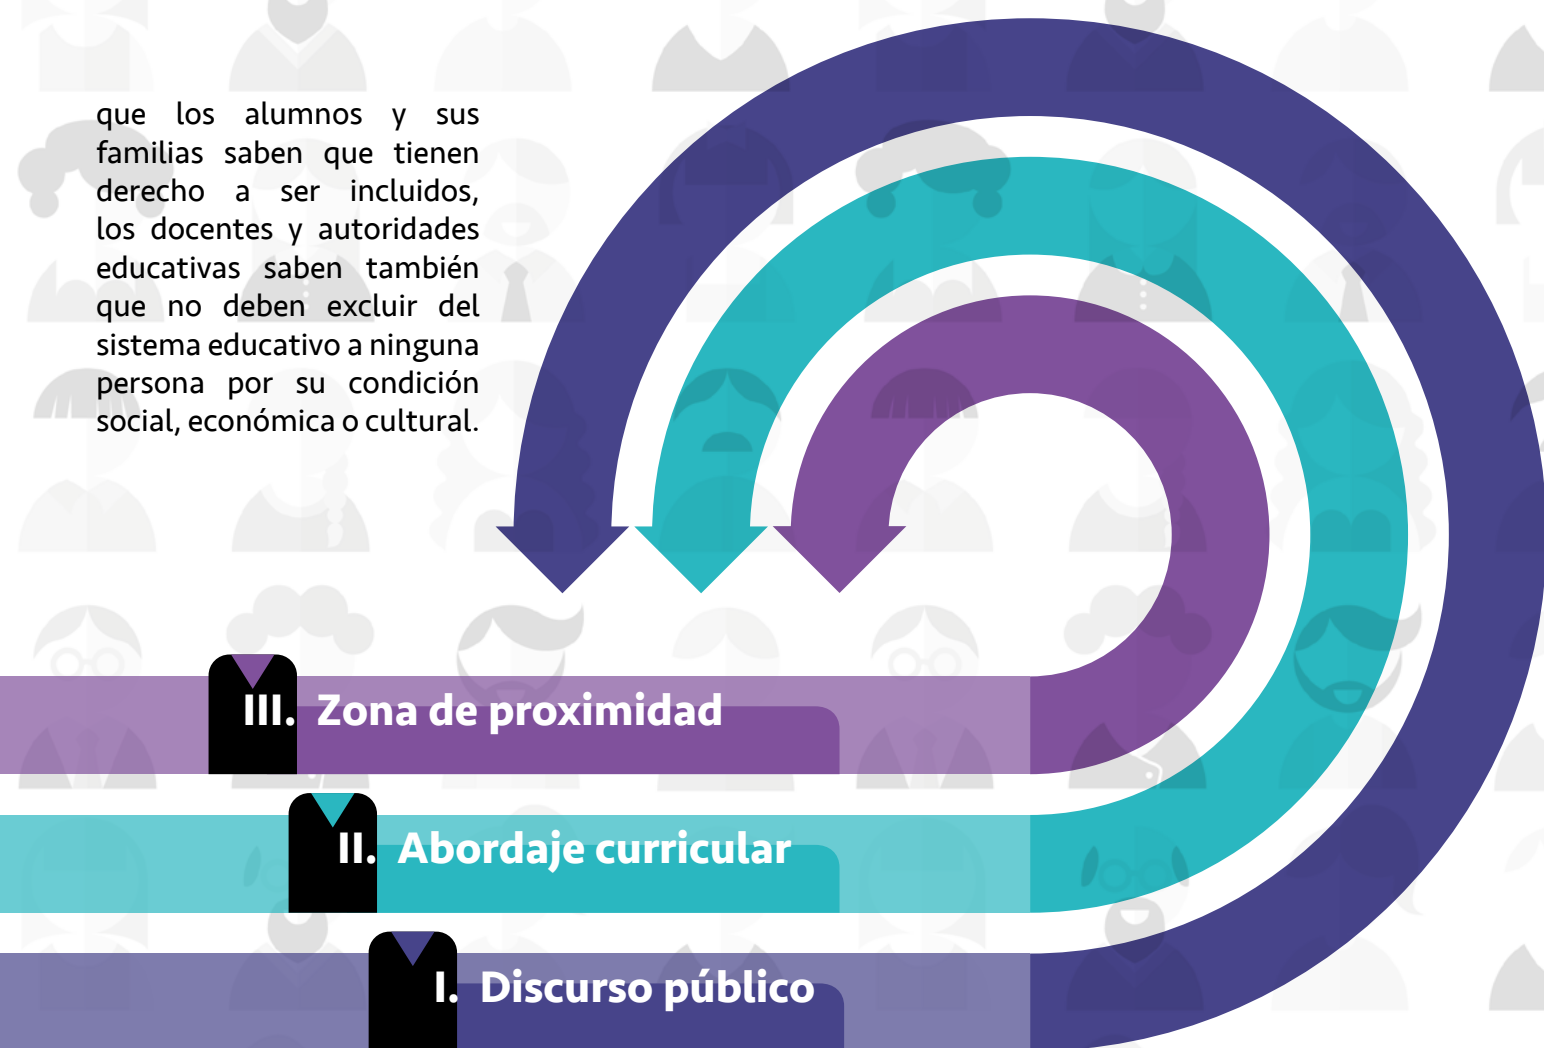 que los alumnos y sus
familias saben que tienen
derecho a ser incluidos,
los docentes y autoridades
educativas saben también
que no deben excluir del
sistema educativo a ninguna
persona por su condición
social, económica o cultural.
III. Zona de proximidad
II. Abordaje curricular
I. Discurso público